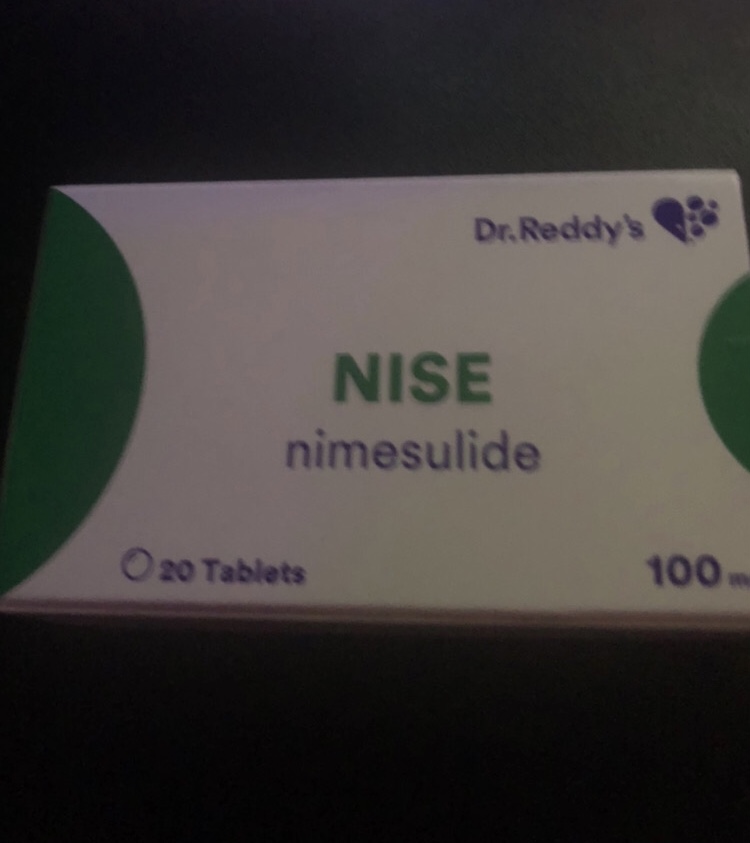 Dr.Reddy's
NISE
nimesulide
20 Tablets
100 m